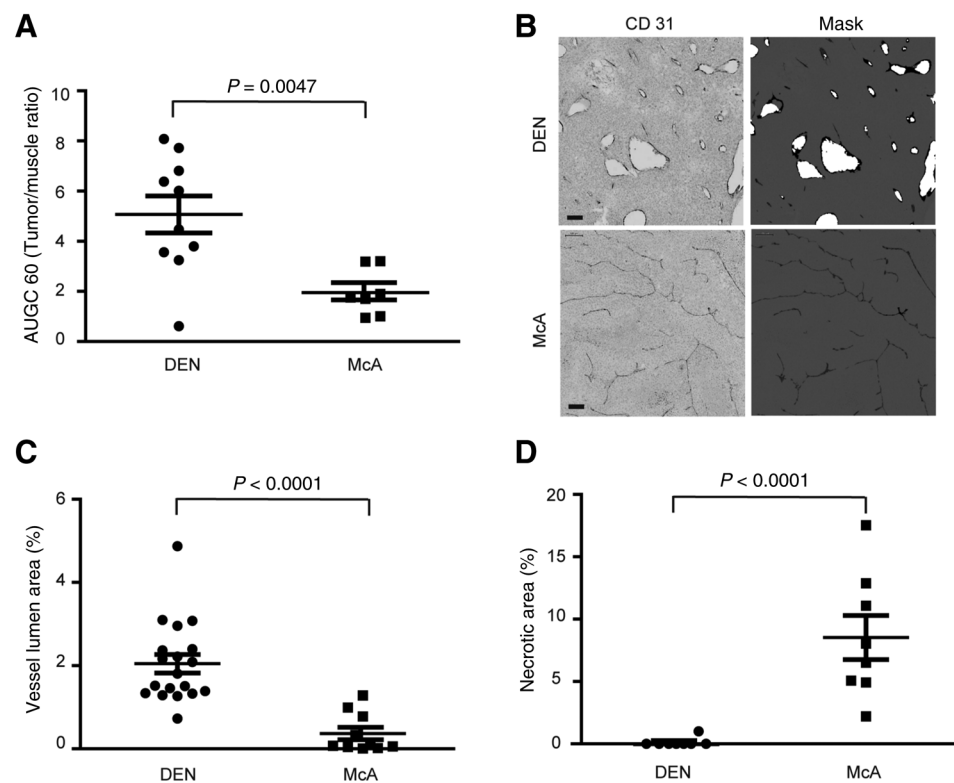 A
P = 0.0047
AUGC 60 (Tumor/muscle ratio)
10
8
6
4
2
0
DEN McA
B
CD 31 Mask
DEN
McA
C
P < 0.0001
Vessel lumen area (%)
6
4
2
0
DEN McA
D
P < 0.0001
Necrotic area (%)
20
15
10
5
0
DEN McA